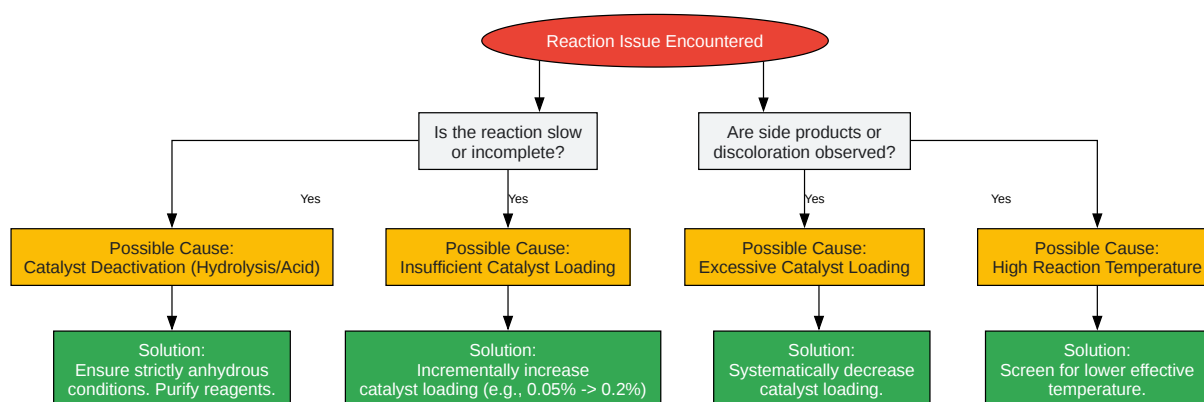 Reaction Issue Encountered
Is the reaction slow
or incomplete?
Are side products or
discoloration observed?
Yes
Yes
Yes
Yes
Possible Cause:
Catalyst Deactivation (Hydrolysis/Acid)
Possible Cause:
Insufficient Catalyst Loading
Possible Cause:
Excessive Catalyst Loading
Possible Cause:
High Reaction Temperature
Solution:
Ensure strictly anhydrous
conditions. Purify reagents.
Solution:
Incrementally increase
catalyst loading (e.g., 0.05% -> 0.2%)
Solution:
Systematically decrease
catalyst loading.
Solution:
Screen for lower effective
temperature.